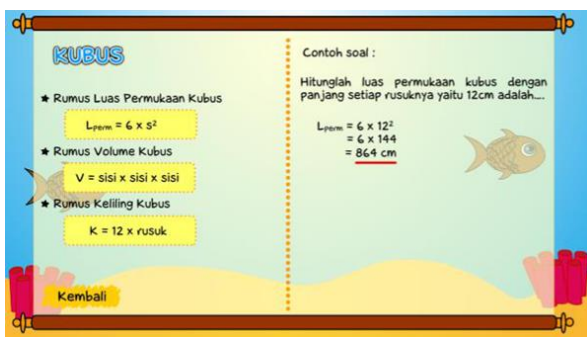 KUBUS
★ Rumus Luas Permukaan Kubus
Lperm = 6 x S²
★ Rumus Volume Kubus
V = sisi x sisi x sisi
★ Rumus Keliling Kubus
K = 12 x rusuk
Kembali
Contoh soal :
Hitunglah luas permukaan kubus dengan
panjang setiap rusuknya yaitu 12cm adalah....
Lperm = 6 x 12²
= 6 x 144
= 864 cm